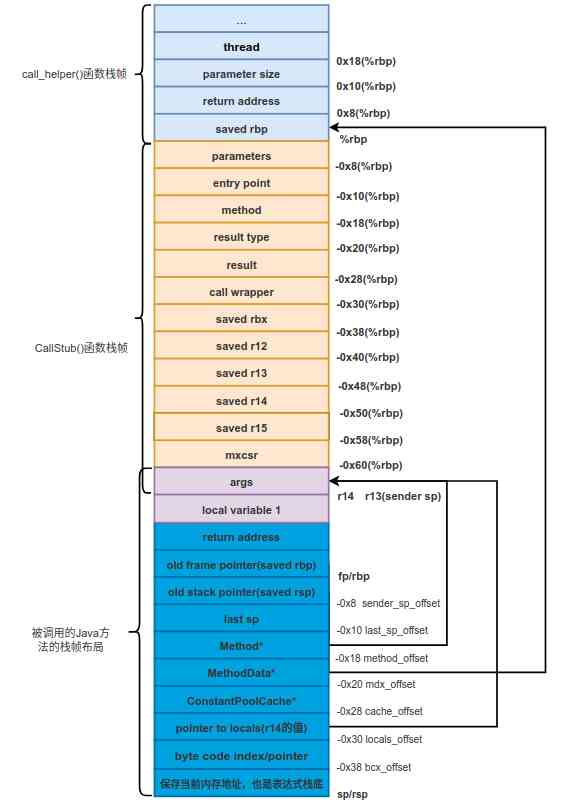 ...
thread
call_helper()函数栈帧
parameter size
0x18(%rbp)
return address
0x10(%rbp)
saved rbp
0x8(%rbp)
%rbp
parameters
-0x8(%rbp)
entry point
-0x10(%rbp)
method
-0x18(%rbp)
result type
-0x20(%rbp)
result
-0x28(%rbp)
call wrapper
-0x30(%rbp)
saved rbx
-0x38(%rbp)
CallStub()函数栈帧
saved r12
-0x40(%rbp)
saved r13
-0x48(%rbp)
saved r14
-0x50(%rbp)
saved r15
-0x58(%rbp)
mxcsr
-0x60(%rbp)
args
r14 r13(sender sp)
local variable 1
return address
old frame pointer(saved rbp)
fp/rbp
old stack pointer(saved rsp)
-0x8 sender_sp_offset
last sp
-0x10 last_sp_offset
被调用的Java方
法的栈帧布局
Method*
-0x18 method_offset
MethodData*
-0x20 mdx_offset
ConstantPoolCache*
-0x28 cache_offset
pointer to locals(r14的值)
-0x30 locals_offset
byte code index/pointer
-0x38 bcx_offset
保存当前内存地址，也是表达式栈底
sp/rsp